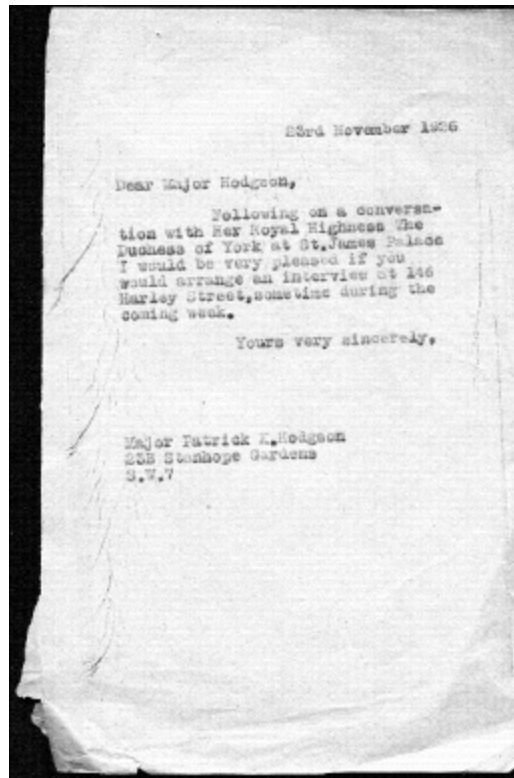 23rd November 1926
Dear Major Hodgson,
Following on a conversa-
tion with Her Royal Highness The
Duchess of York at St.James Palace
I would be very pleased if you
would arrange an interview at 146
Harley Street,sometime during the
coming week.
Yours very sincerely,
Major Patrick K.Hodgson
23B Stanhope Gardens
S.W.7